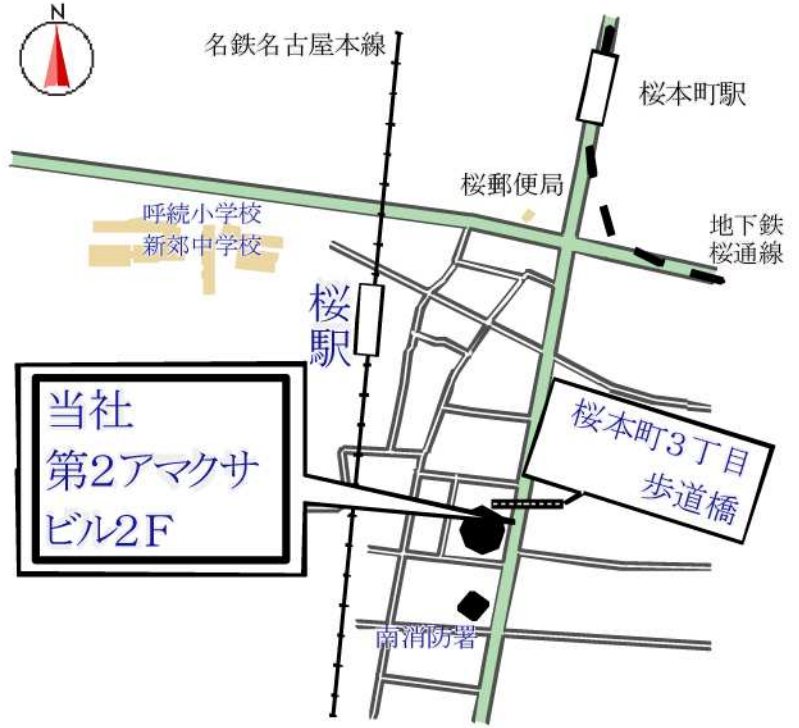 N
名鉄名古屋本線
桜本町駅
桜郵便局
呼続小学校
新郊中学校
地下鉄
桜通線
桜
駅
当社
第2アマクサ
ビル2F
桜本町3丁目
歩道橋
南消防署